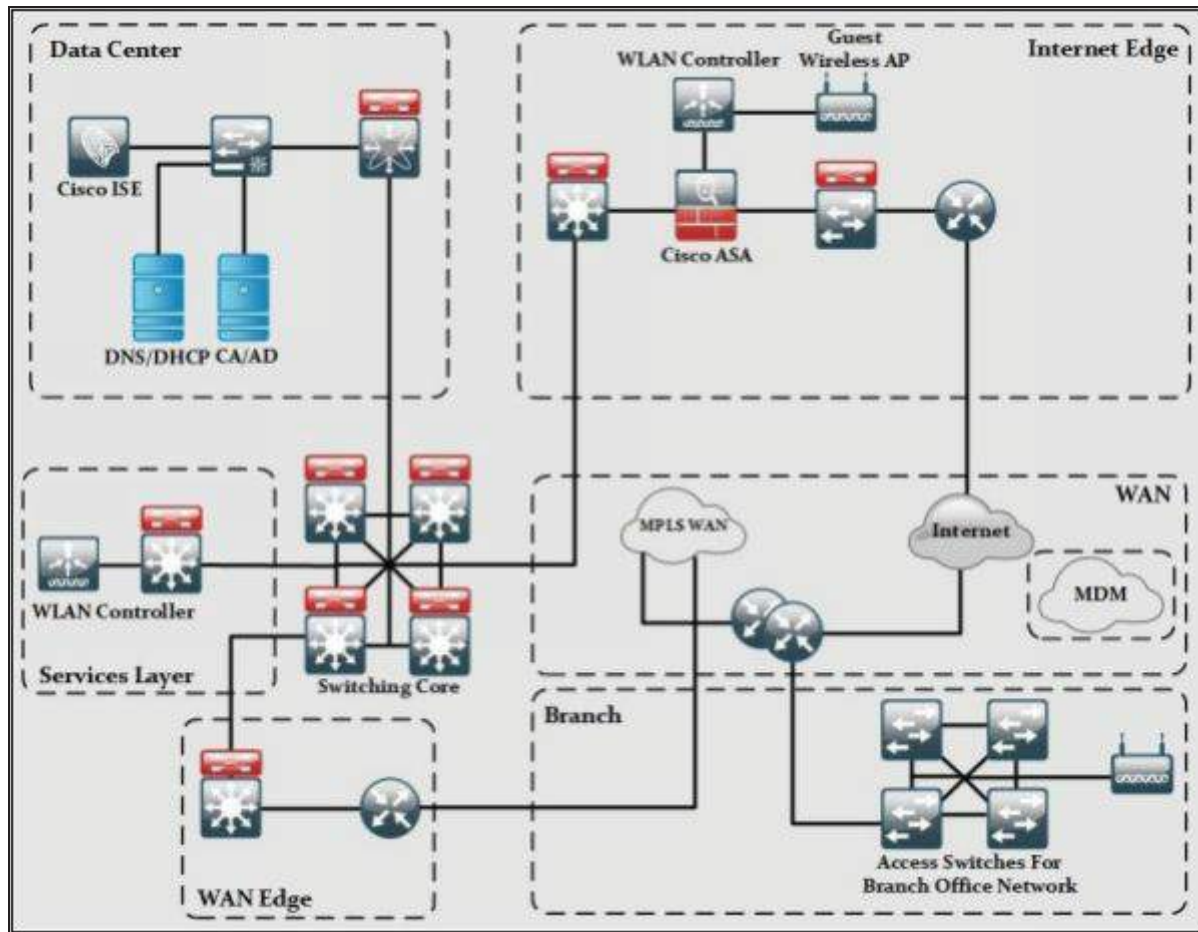 Data Center
Cisco ISE
DNS/DHCP CA/AD
Guest
Wireless AP
WLAN Controller
Internet Edge
Cisco ASA
WLAN Controller
Services Layer
Switching Core
WAN
MPLS WAN
Internet
MDM
WAN Edge
Branch
Access Switches For
Branch Office Network